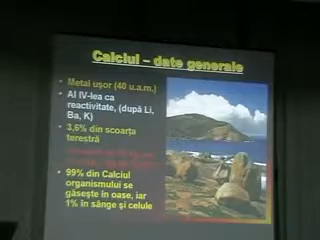 Calciul – date generale
• Metal uşor (40 u.a.m.)
• Al IV-lea ca
reactivitate, (după Li,
Ba, K)
• 3,6% din scoarţa
terestră
• 99% din Calciul
organismului se
găseşte în oase, iar
1% în sânge şi celule